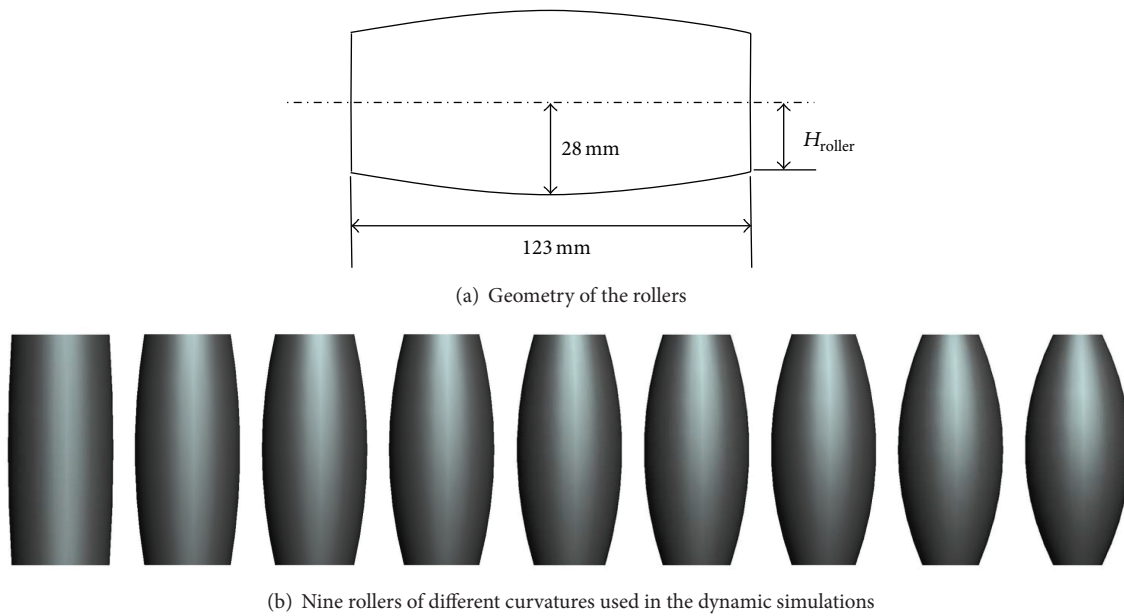 28 mm
H_roller
123 mm
(a) Geometry of the rollers
(b) Nine rollers of different curvatures used in the dynamic simulations